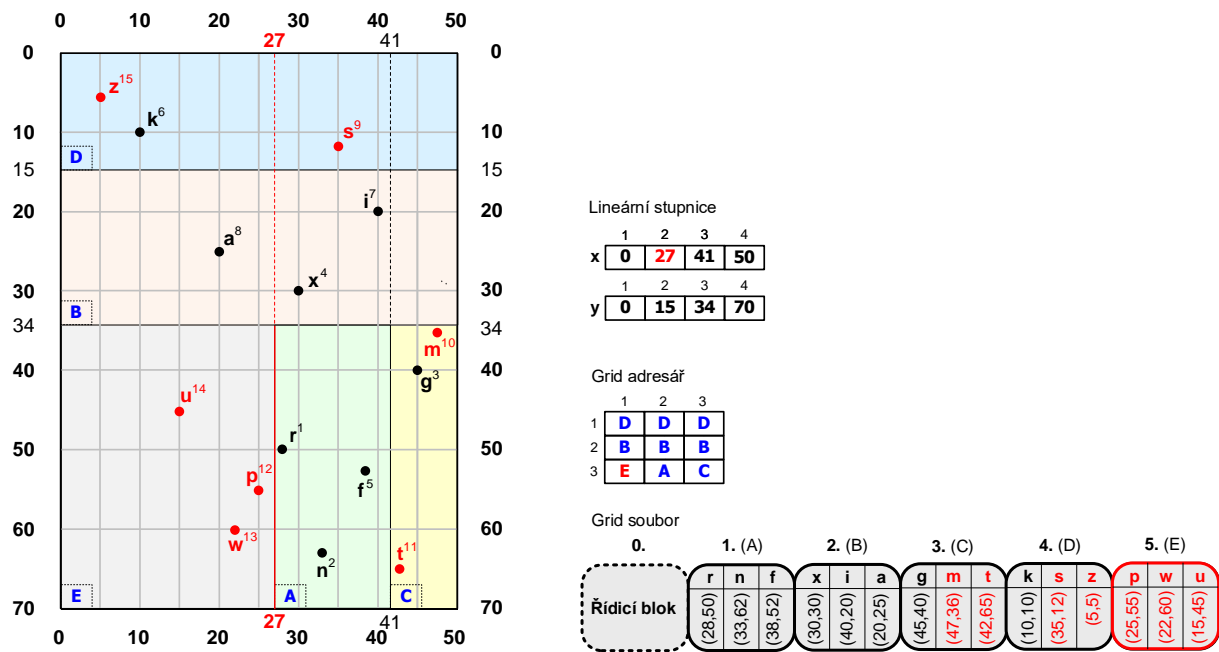 0 10 20 30 40 50
27 41
0 0
z15
k6
s9
10 10
D
15 15
i7
20 20
a8
x4
30 30
B
34 34
m10
40 40
g3
u14
r1
50 50
p12
f5
60 60
w13
n2
t11
E A C
70 70
27 41
0 10 20 30 40 50
Lineární stupnice
1 2 3 4
x 0 27 41 50
1 2 3 4
y 0 15 34 70
Grid adresář
1 2 3
1 D D D
2 B B B
3 E A C
Grid soubor
0. 1. (A) 2. (B) 3. (C) 4. (D) 5. (E)
r n f x i a g m t k s z p w u
Řídicí blok (28,50) (33,62) (38,52) (30,30) (40,20) (20,25) (45,40) (47,36) (42,65) (10,10) (35,12) (5,5) (25,55) (22,60) (15,45)